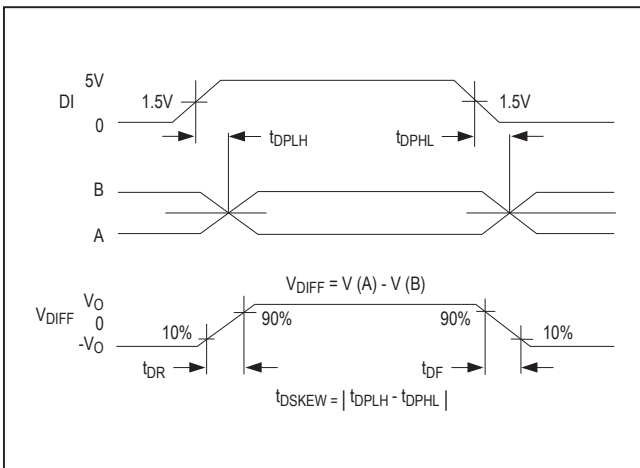 5V
DI
1.5V
1.5V
0
tDPLH
tDPHL
B
A
VDIFF = V (A) - V (B)
VO
VDIFF
0
90%
90%
10%
10%
-VO
tDR
tDF
tDSKEW = | tDPLH - tDPHL |